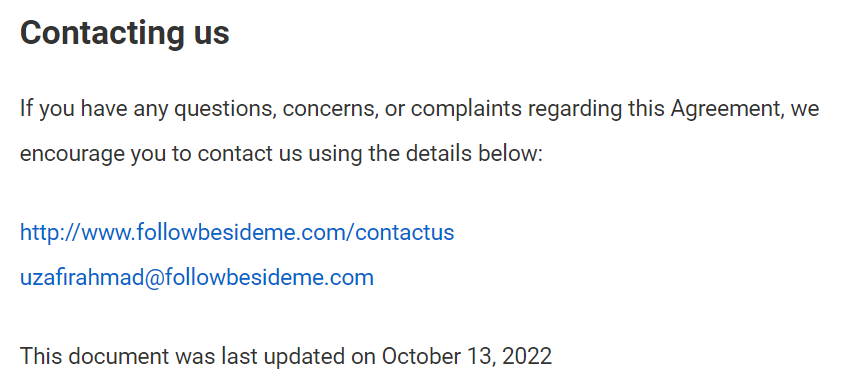 Contacting us
If you have any questions, concerns, or complaints regarding this Agreement, we
encourage you to contact us using the details below:
http://www.followbesideme.com/contactus
uzafirahmad@followbesideme.com
This document was last updated on October 13, 2022